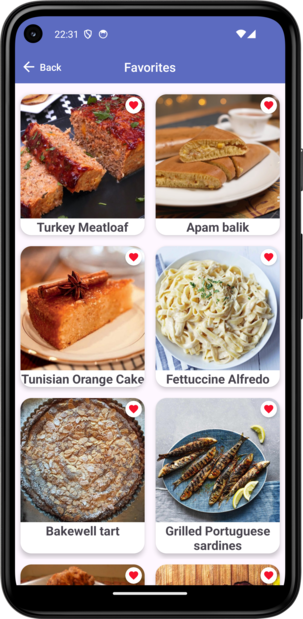 22:31
Back
Favorites
Turkey Meatloaf
Apam balik
Tunisian Orange Cake
Fettuccine Alfredo
Bakewell tart
Grilled Portuguese
sardines